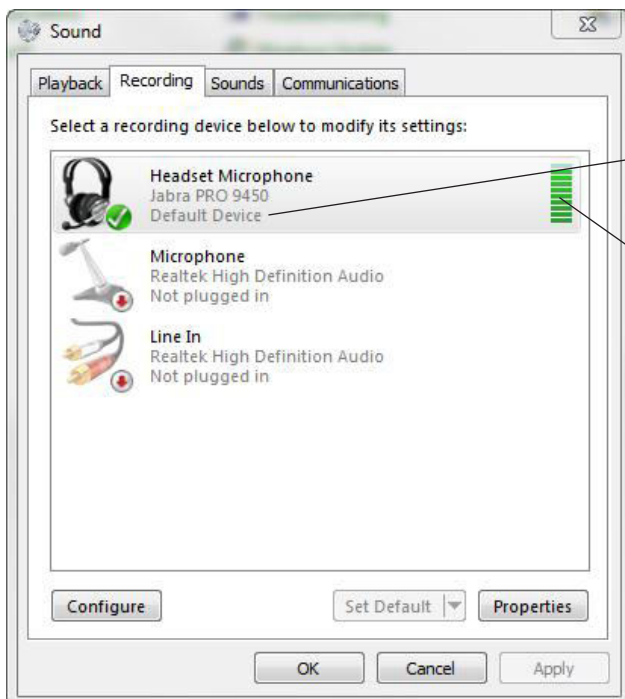 Sound
Playback Recording Sounds Communications
Select a recording device below to modify its settings:
Headset Microphone
Jabra PRO 9450
Default Device
Microphone
Realtek High Definition Audio
Not plugged in
Line In
Realtek High Definition Audio
Not plugged in
Configure Set Default Properties
OK Cancel Apply